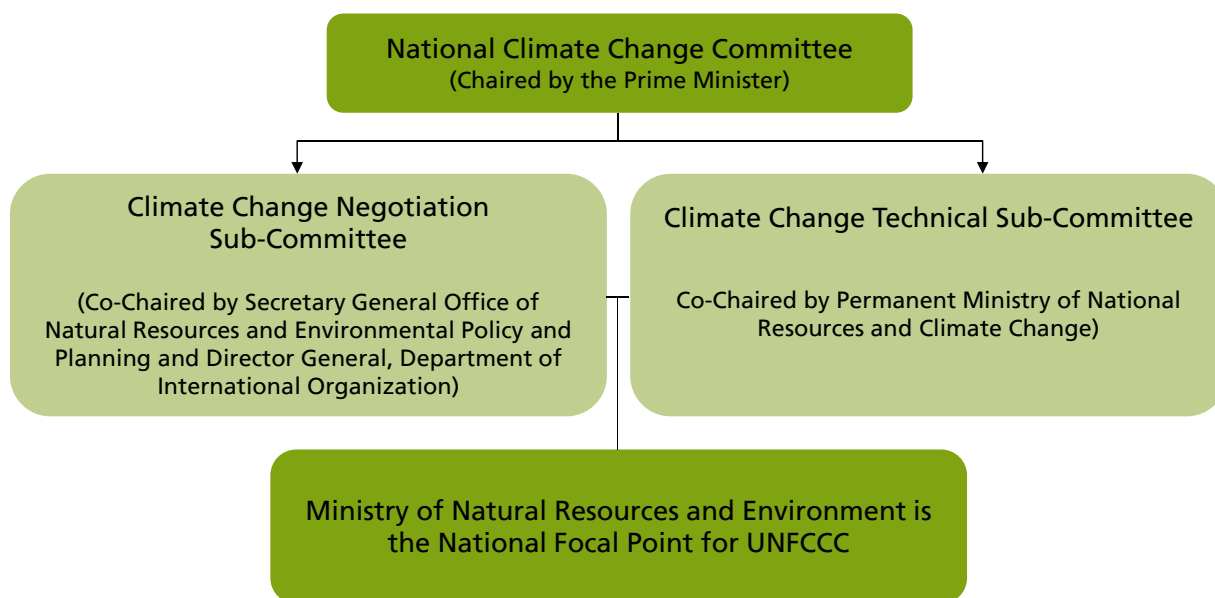 National Climate Change Committee
(Chaired by the Prime Minister)
Climate Change Negotiation
Sub-Committee
(Co-Chaired by Secretary General Office of
Natural Resources and Environmental Policy and
Planning and Director General, Department of
International Organization)
Climate Change Technical Sub-Committee
Co-Chaired by Permanent Ministry of National
Resources and Climate Change)
Ministry of Natural Resources and Environment is
the National Focal Point for UNFCCC